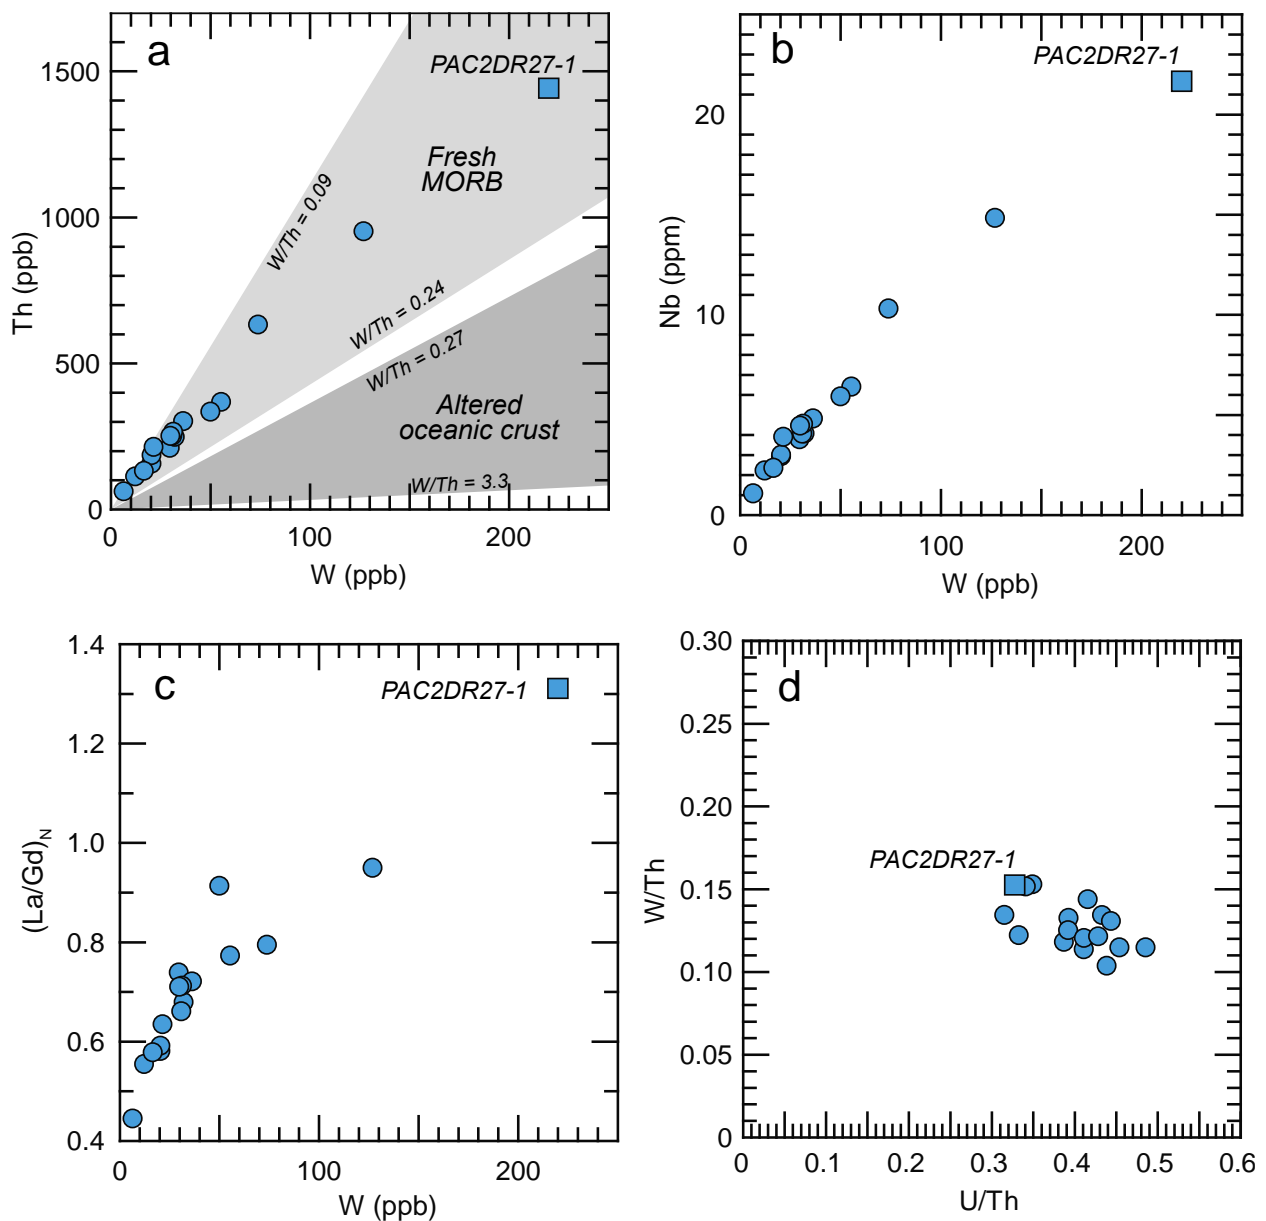 a
PAC2DR27-1
Fresh
MORB
W/Th = 0.09
W/Th = 0.24
W/Th = 0.27
Altered
oceanic crust
W/Th = 3.3
1500
1000
500
0
Th (ppb)
0 100 200
W (ppb)
b
PAC2DR27-1
20
10
0
Nb (ppm)
0 100 200
W (ppb)
c
PAC2DR27-1
1.4
1.2
1.0
0.8
0.6
0.4
(La/Gd)N
0 100 200
W (ppb)
d
PAC2DR27-1
0.30
0.25
0.20
0.15
0.10
0.05
0
W/Th
0 0.1 0.2 0.3 0.4 0.5 0.6
U/Th